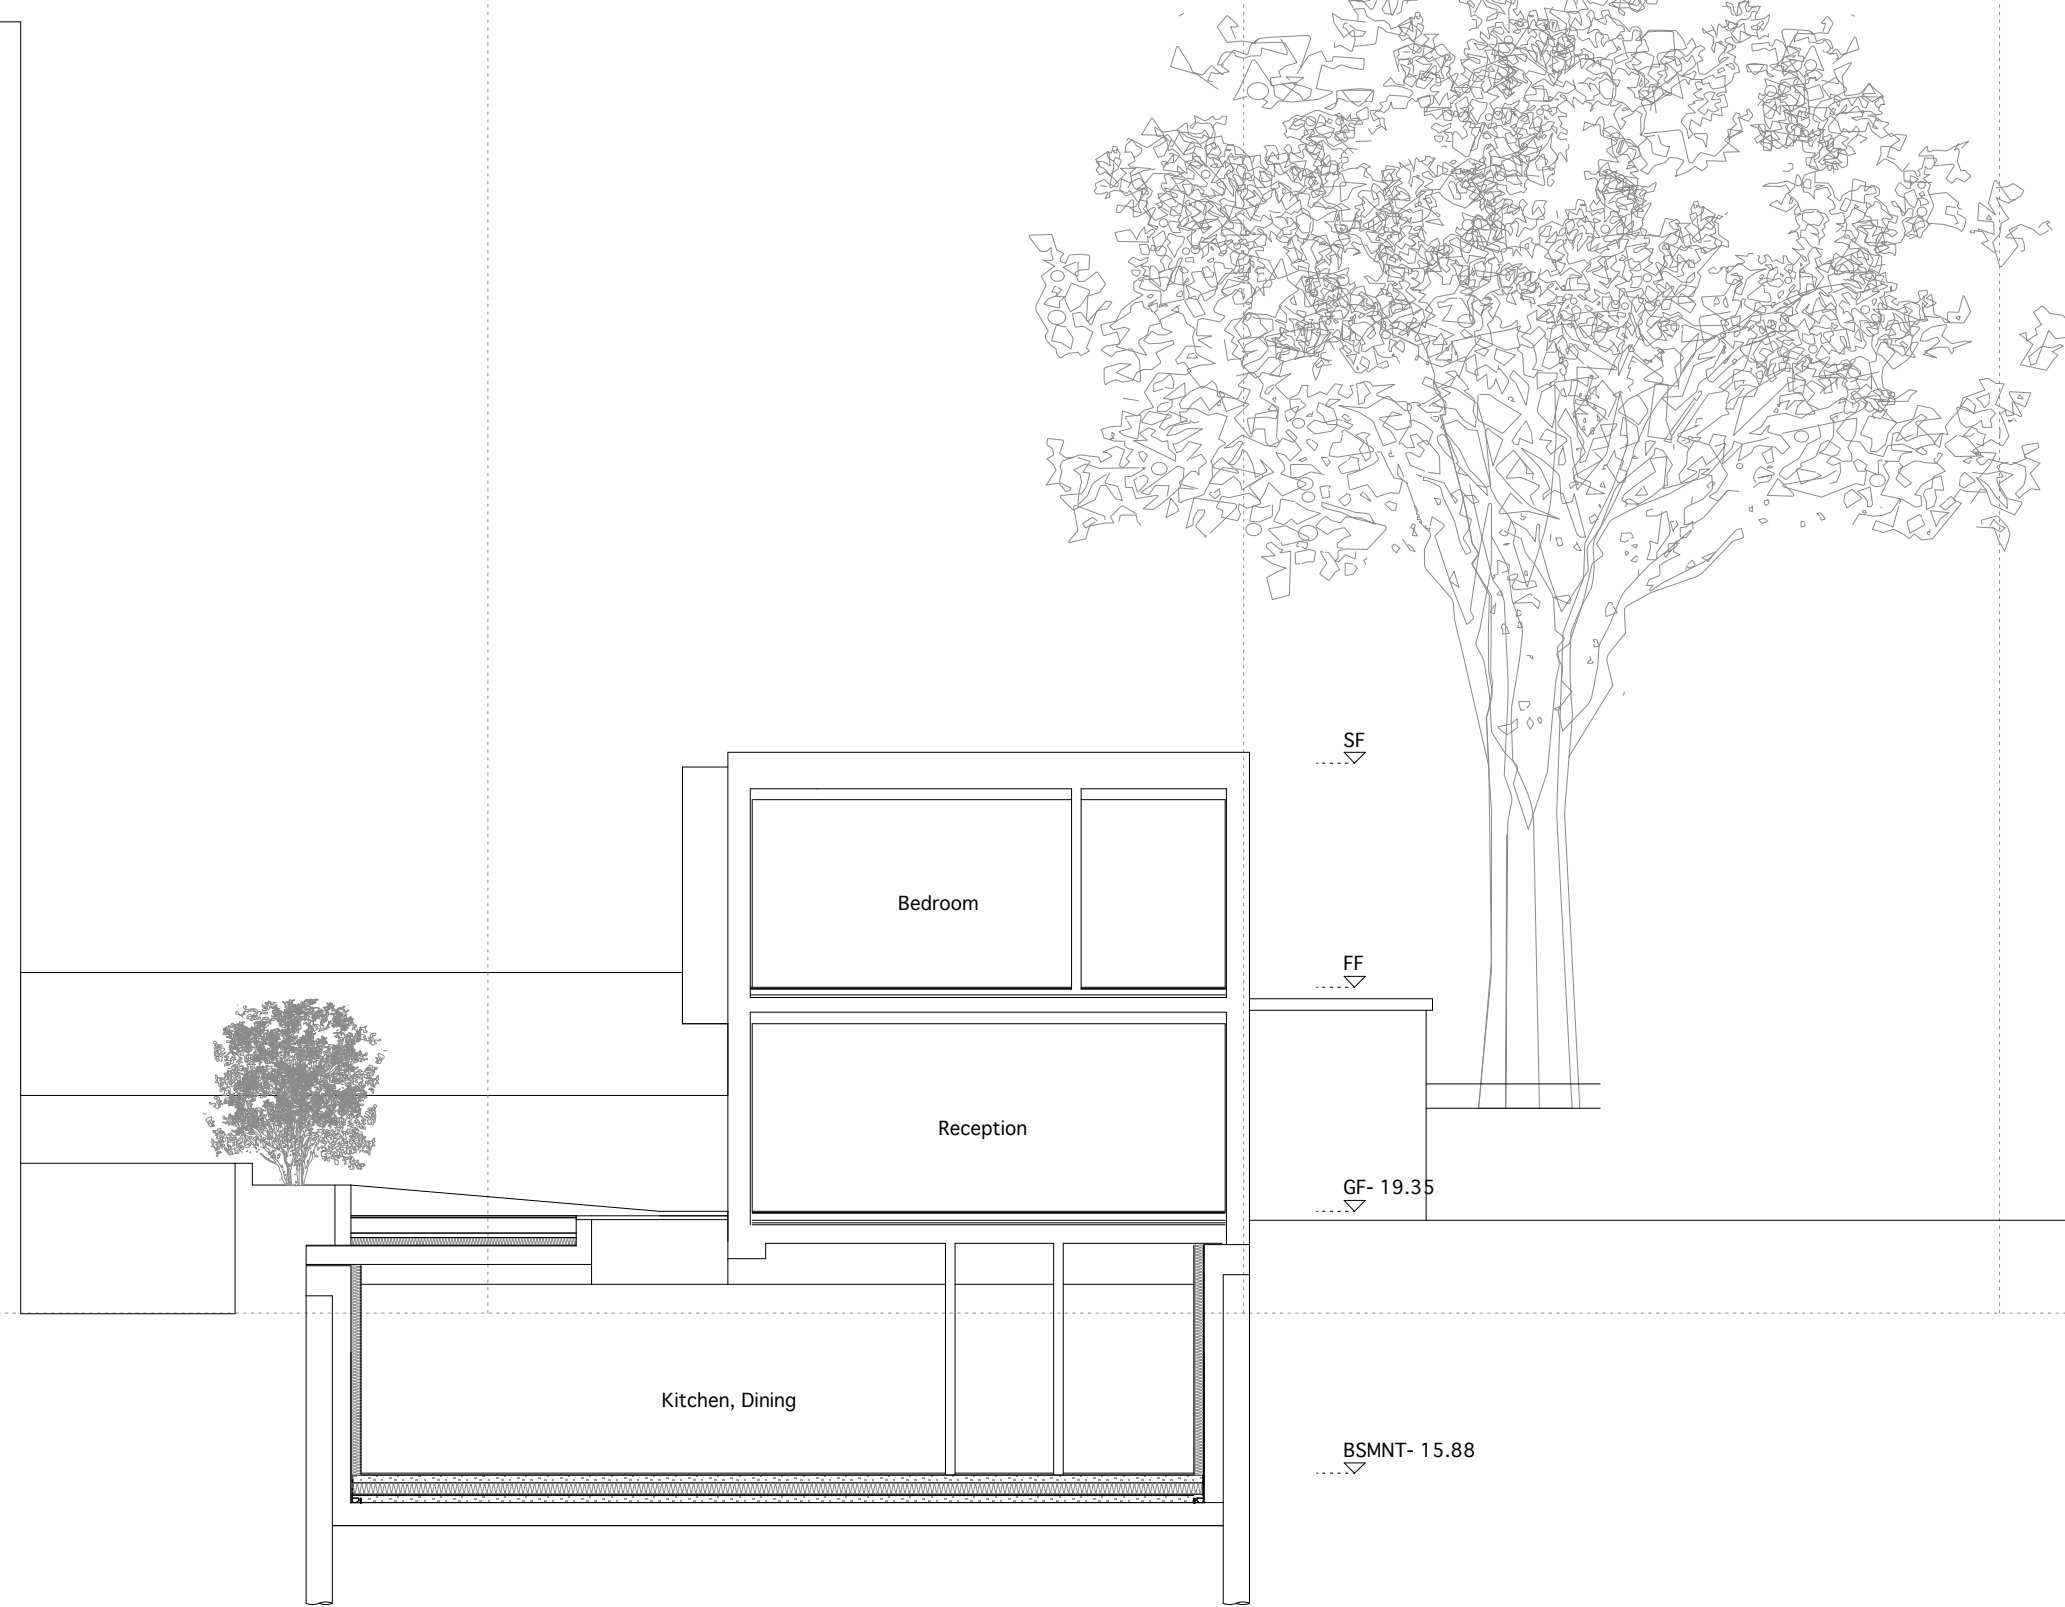 SF
Bedroom
FF
Reception
GF- 19.35
Kitchen, Dining
BSMNT- 15.88